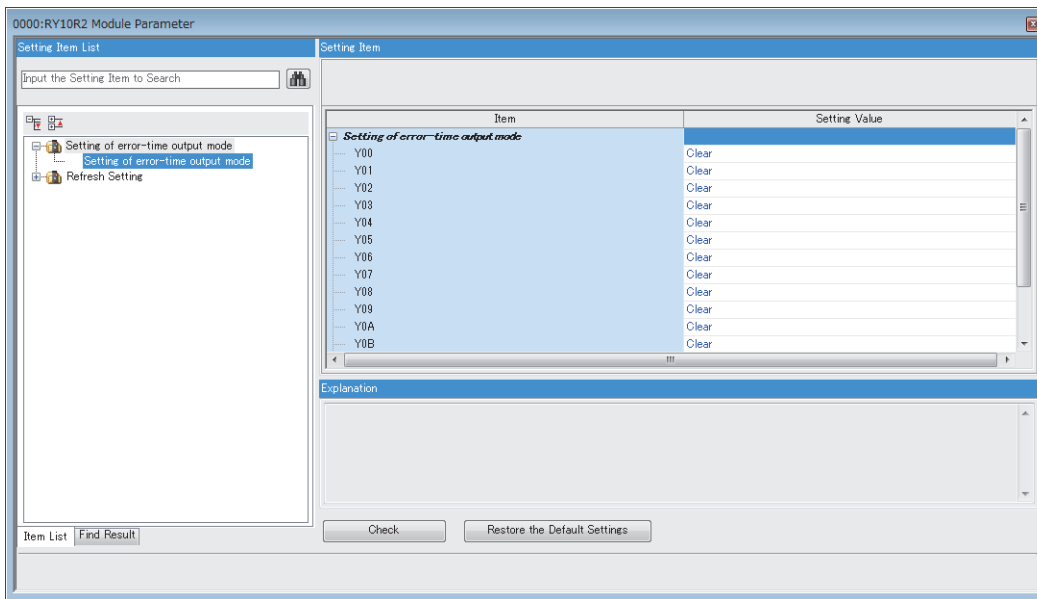 0000:RY10R2 Module Parameter
Setting Item List
Input the Setting Item to Search
Setting of error-time output mode
Setting of error-time output mode
Refresh Setting
Item List
Find Result
Setting Item
Item Setting Value
Setting of error-time output mode
Y00 Clear
Y01 Clear
Y02 Clear
Y03 Clear
Y04 Clear
Y05 Clear
Y06 Clear
Y07 Clear
Y08 Clear
Y09 Clear
Y0A Clear
Y0B Clear
Explanation
Check
Restore the Default Settings